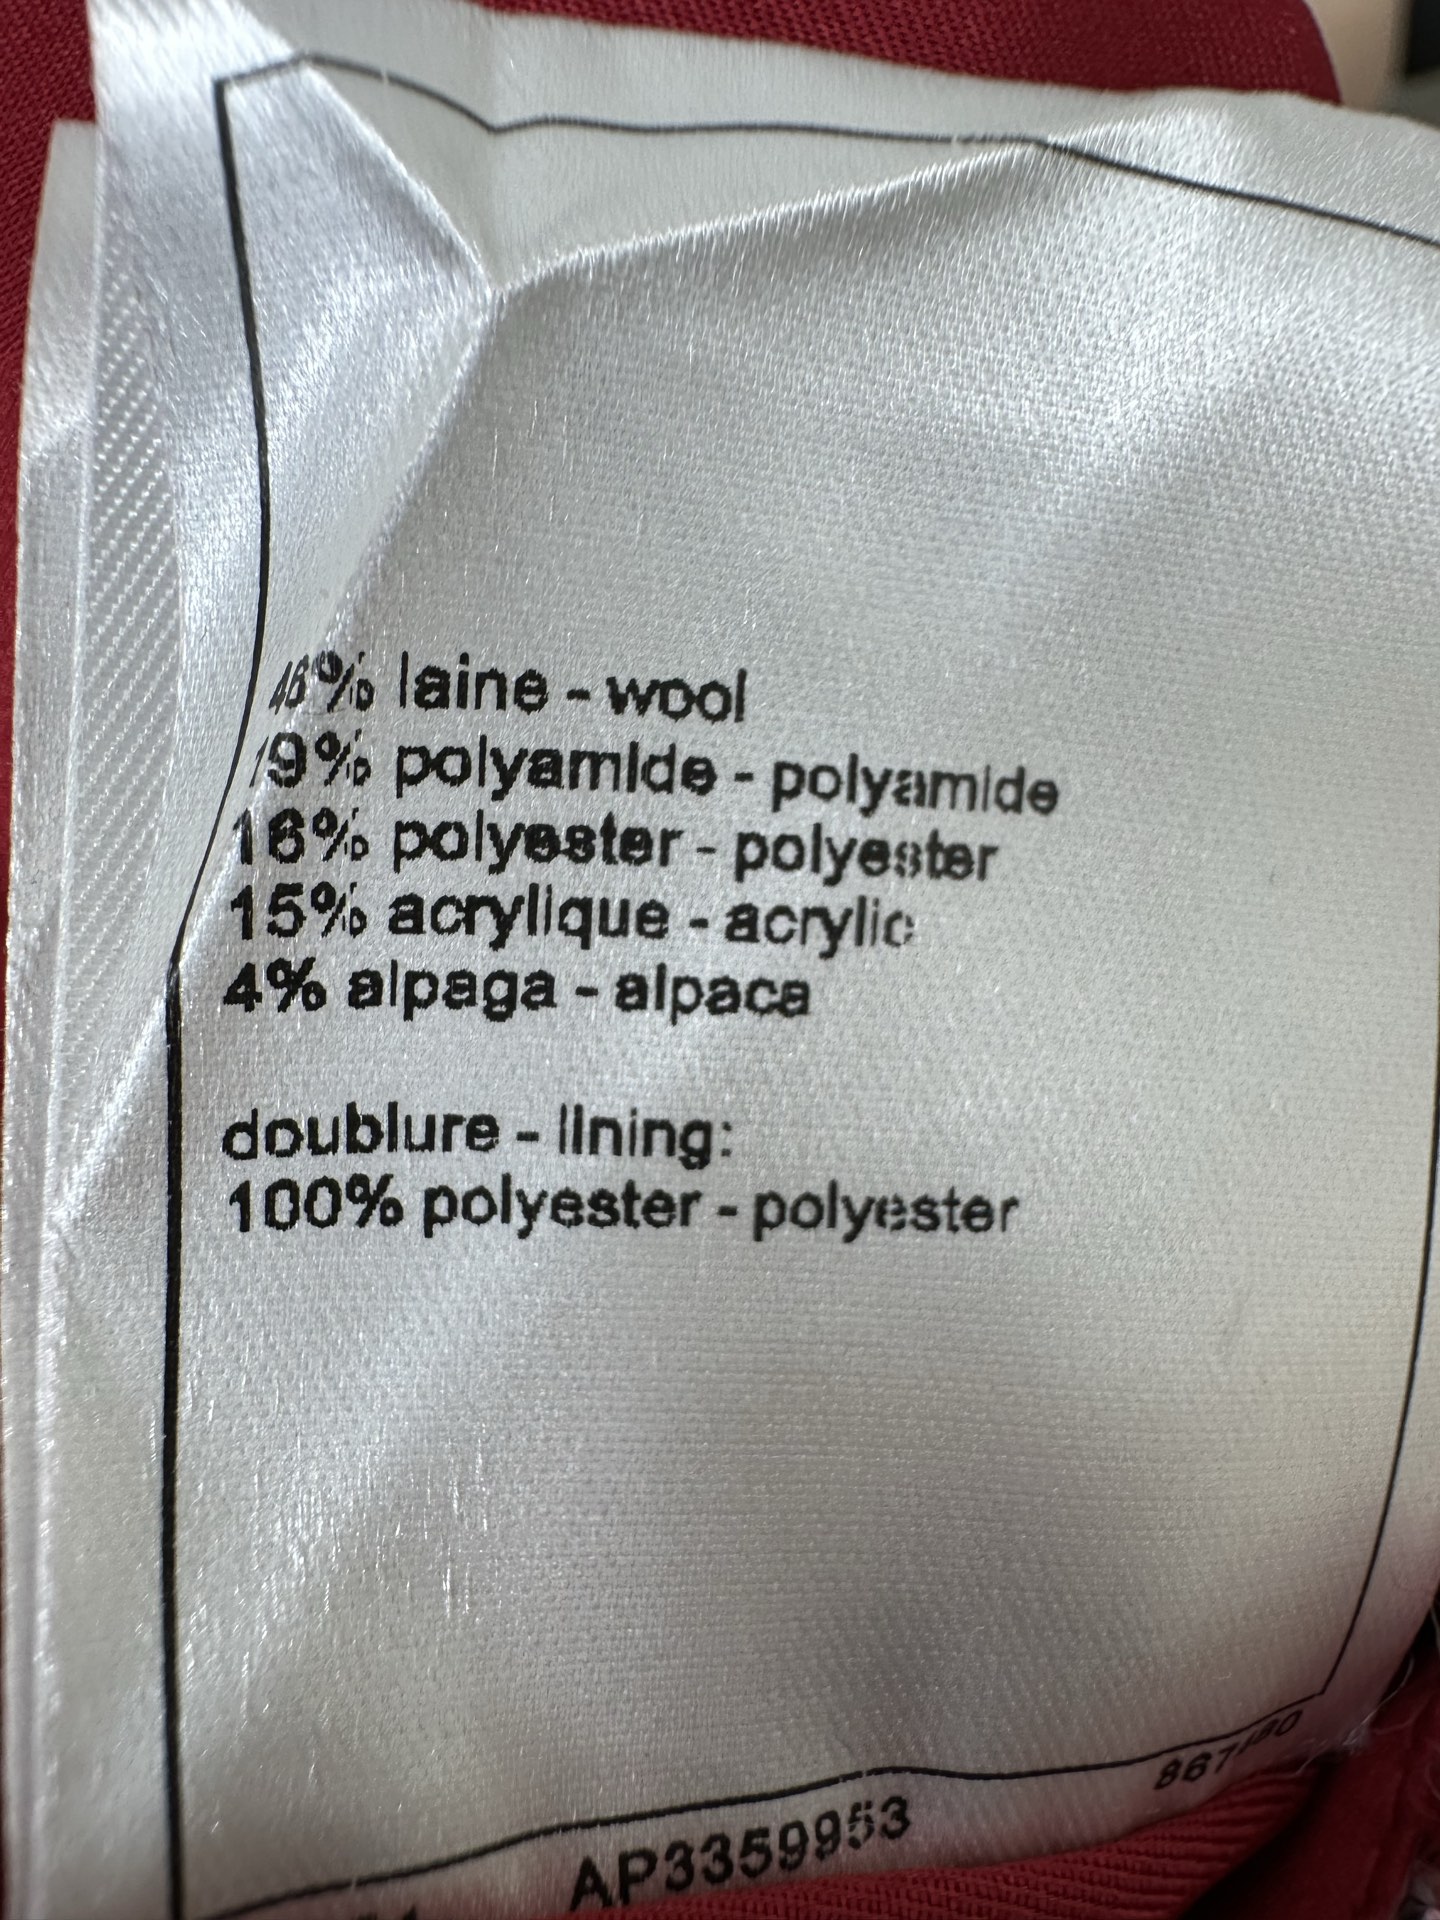 46% laine - wool
19% polyamide - polyamide
16% polyester - polyester
15% acrylique - acrylic
4% alpaga - alpaca
doublure - lining:
100% polyester - polyester
AP3359953